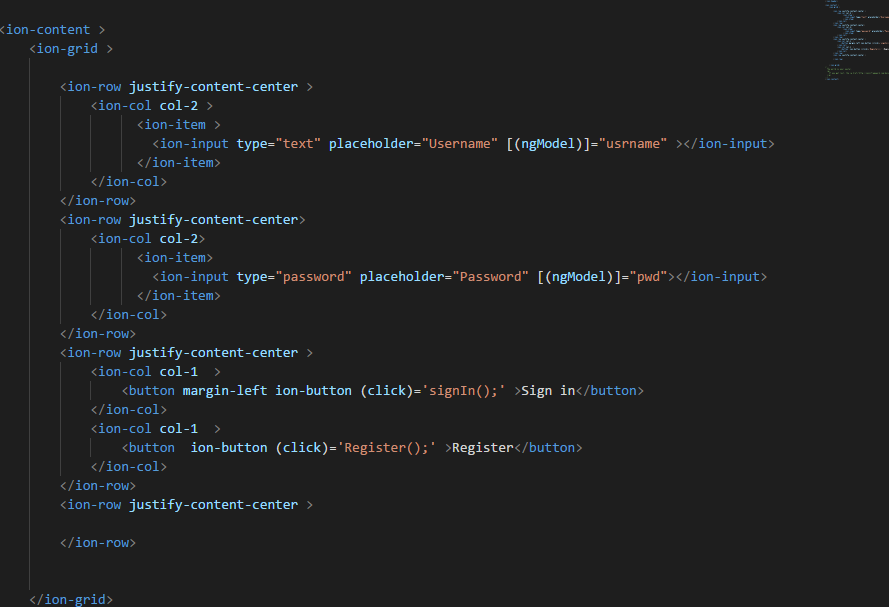 <ion-content >
<ion-grid >
<ion-row justify-content-center >
<ion-col col-2 >
<ion-item >
<ion-input type="text" placeholder="Username" [(ngModel)]="usrname" ></ion-input>
</ion-item>
</ion-col>
</ion-row>
<ion-row justify-content-center>
<ion-col col-2>
<ion-item>
<ion-input type="password" placeholder="Password" [(ngModel)]="pwd"></ion-input>
</ion-item>
</ion-col>
</ion-row>
<ion-row justify-content-center >
<ion-col col-1  >
<button margin-left ion-button (click)='signIn();' >Sign in</button>
</ion-col>
<ion-col col-1  >
<button  ion-button (click)='Register();' >Register</button>
</ion-col>
</ion-row>
<ion-row justify-content-center >
</ion-row>
</ion-grid>